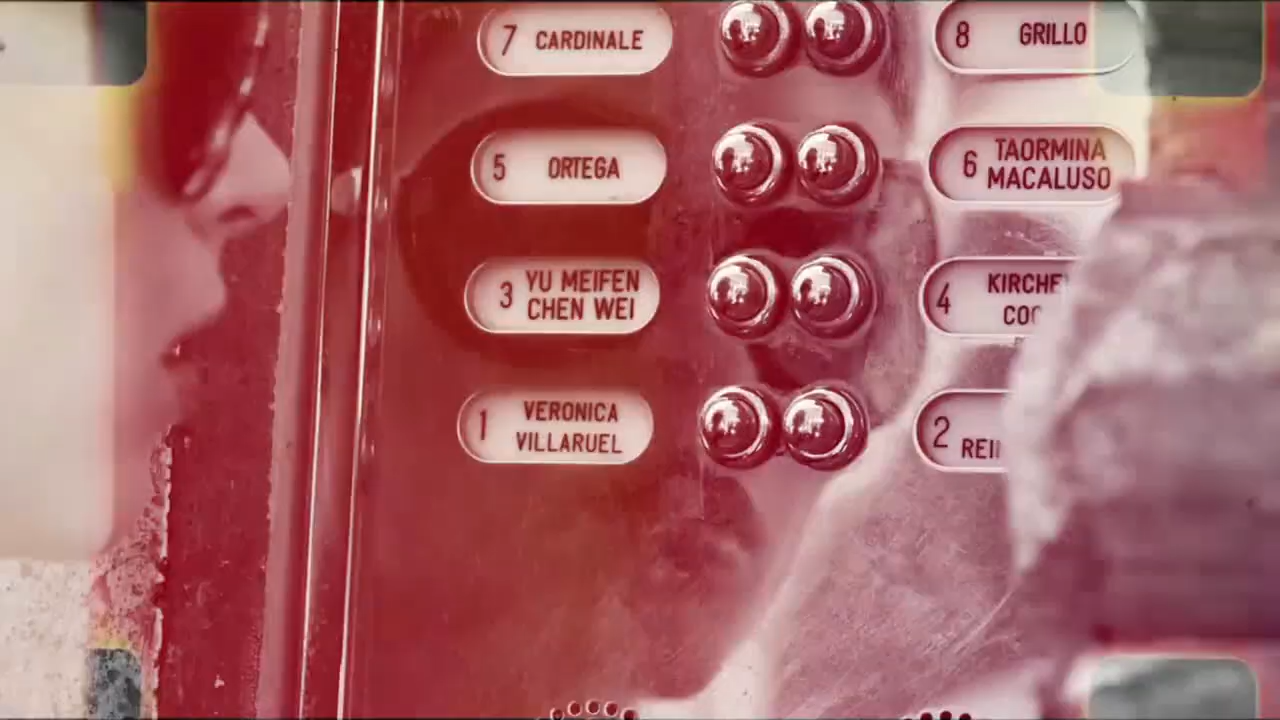 7 CARDINALE
8 GRILLO
5 ORTEGA
6 TAORMINA
MACALUSO
3 YU MEIFEN
CHEN WEI
4
1 VERONICA
VILLARUEL
2